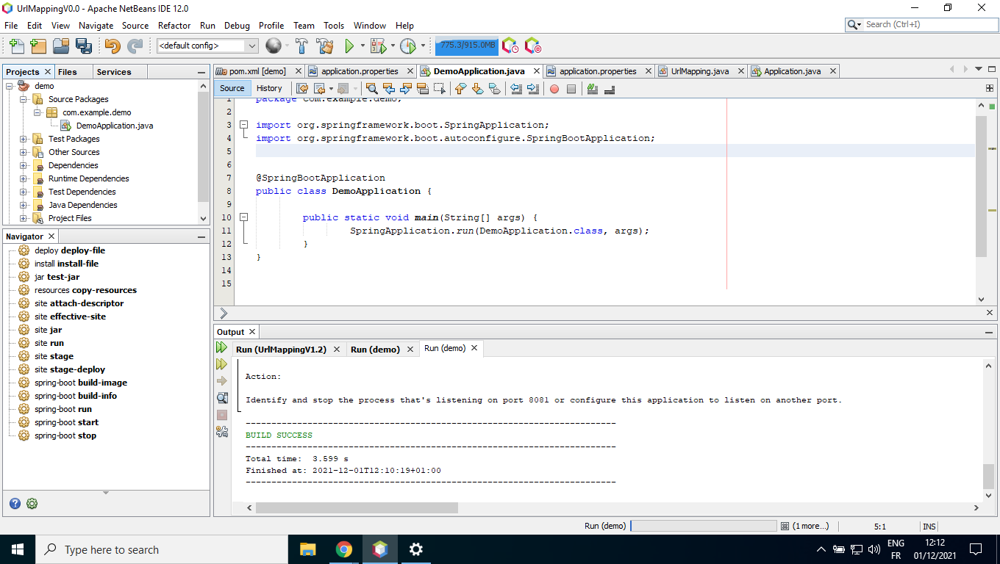 UrlMappingV0.0 - Apache NetBeans IDE 12.0
File Edit View Navigate Source Refactor Run Debug Profile Team Tools Window Help
Search (Ctrl+I)
<default config>
775.3/915.0MB
Projects
Files
Services
demo
Source Packages
com.example.demo
DemoApplication.java
Test Packages
Other Sources
Dependencies
Runtime Dependencies
Test Dependencies
Java Dependencies
Project Files
Navigator
deploy deploy-file
install install-file
jar test-jar
resources copy-resources
site attach-descriptor
site effective-site
site jar
site run
site stage
site stage-deploy
spring-boot build-image
spring-boot build-info
spring-boot run
spring-boot start
spring-boot stop
pom.xml [demo]
application.properties
DemoApplication.java
application.properties
UrlMapping.java
Application.java
Source History
1 package com.example.demo;
2
3 import org.springframework.boot.SpringApplication;
4 import org.springframework.boot.autoconfigure.SpringBootApplication;
5
6
7 @SpringBootApplication
8 public class DemoApplication {
9
10 public static void main(String[] args) {
11 SpringApplication.run(DemoApplication.class, args);
12 }
13 }
14
15
Output
Run (UrlMappingV1.2)
Run (demo)
Run (demo)
Action:
Identify and stop the process that's listening on port 8081 or configure this application to listen on another port.
------------------------------------------------------------------------
BUILD SUCCESS
------------------------------------------------------------------------
Total time: 3.599 s
Finished at: 2021-12-01T12:10:19+01:00
------------------------------------------------------------------------
Run (demo)
(1 more...)
5:1
INS
Type here to search
ENG
FR
12:12
01/12/2021